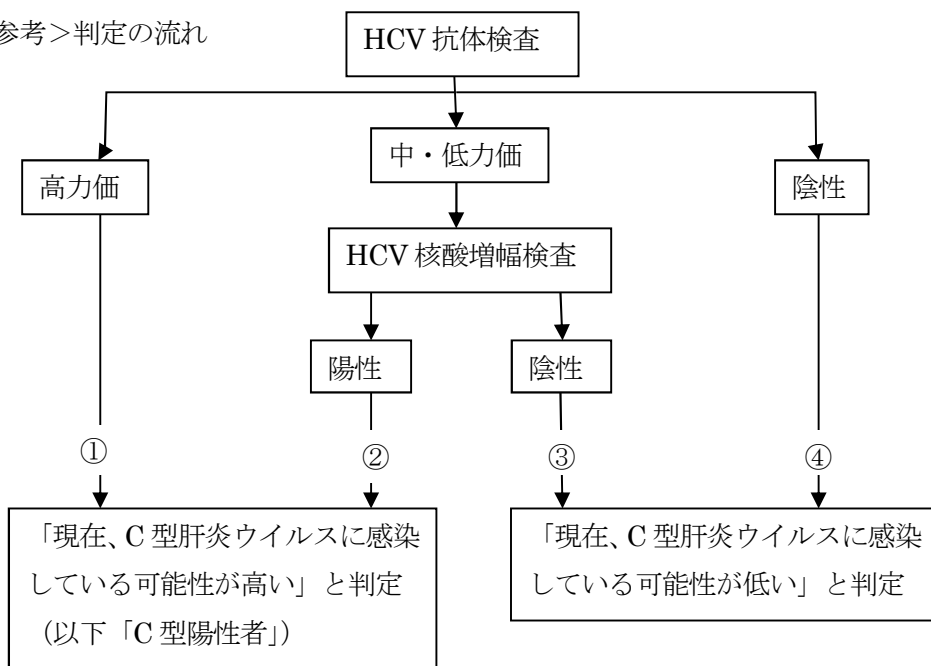 参考＞判定の流れ
HCV 抗体検査
高力価
中・低力価
陰性
HCV 核酸増幅検査
陽性
陰性
①
②
③
④
「現在、C 型肝炎ウイルスに感染
している可能性が高い」と判定
（以下「C 型陽性者」）
「現在、C 型肝炎ウイルスに感染
している可能性が低い」と判定